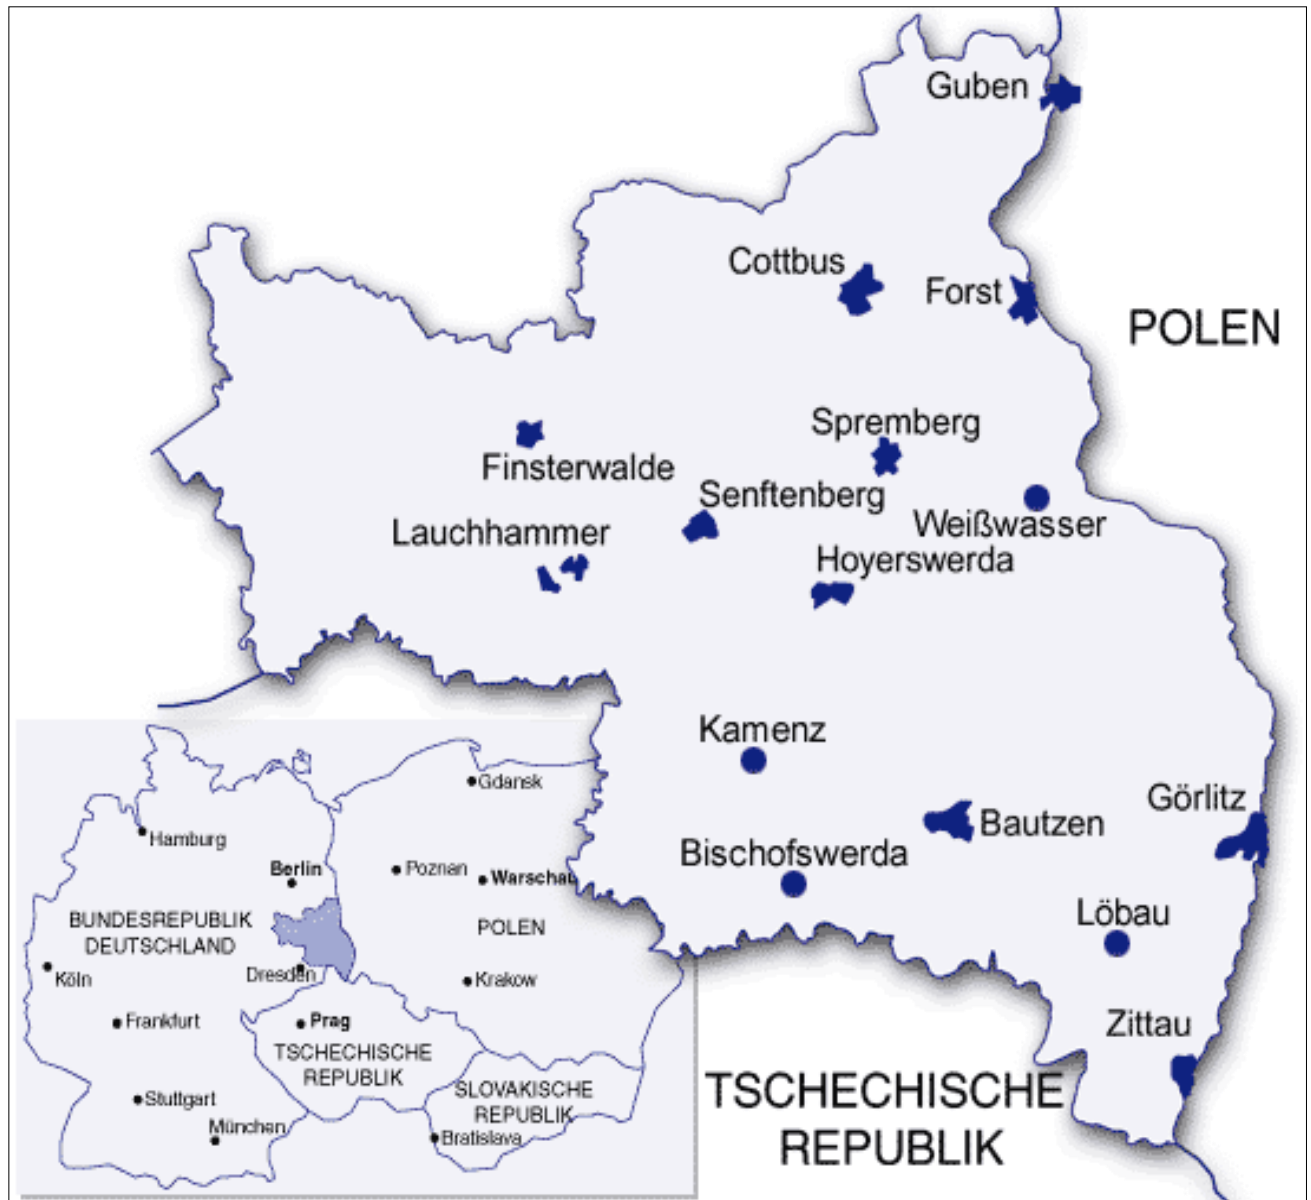 Guben
Cottbus
Forst
POLEN
Spremberg
Finsterwalde
Senftenberg
Weißwasser
Lauchhammer
Hoyerswerda
Kamenz
Görlitz
Bautzen
Bischofswerda
Löbau
Zittau
TSCHECHISCHE
REPUBLIK
Gdansk
Hamburg
Berlin
Poznan
Warschau
BUNDESREPUBLIK
DEUTSCHLAND
POLEN
Dresden
Köln
Krakow
Frankfurt
Prag
TSCHECHISCHE
REPUBLIK
SLOVAKISCHE
REPUBLIK
Stuttgart
München
Bratislava